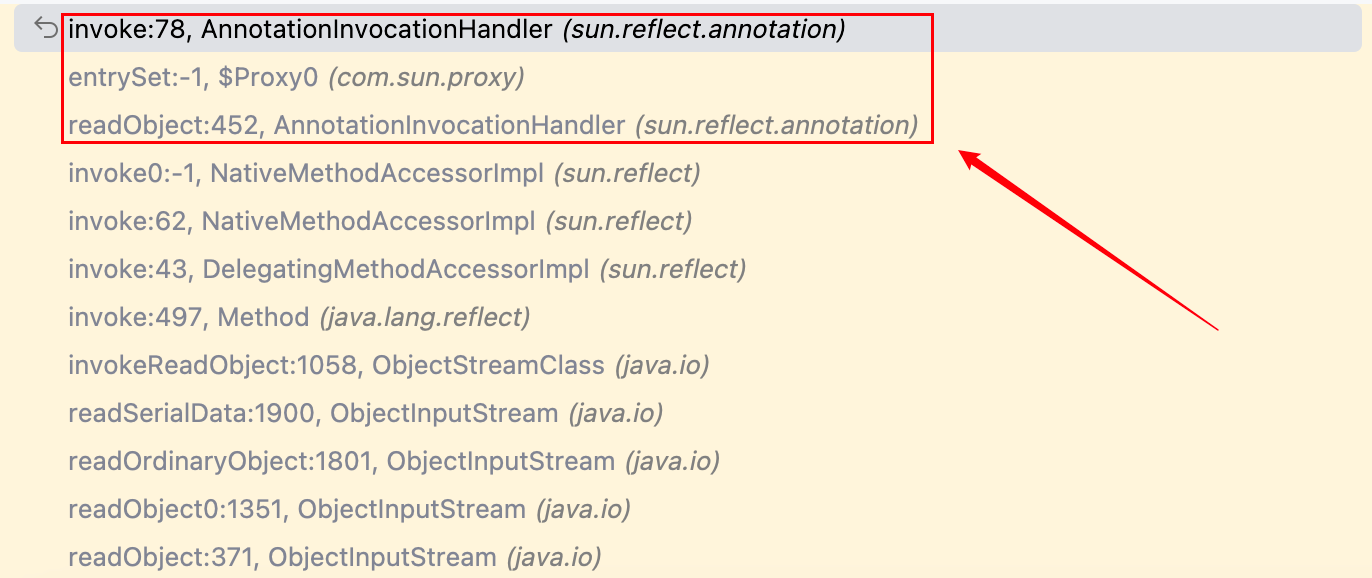 invoke:78, AnnotationInvocationHandler (sun.reflect.annotation)
entrySet:-1, $Proxy0 (com.sun.proxy)
readObject:452, AnnotationInvocationHandler (sun.reflect.annotation)
invoke0:-1, NativeMethodAccessorImpl (sun.reflect)
invoke:62, NativeMethodAccessorImpl (sun.reflect)
invoke:43, DelegatingMethodAccessorImpl (sun.reflect)
invoke:497, Method (java.lang.reflect)
invokeReadObject:1058, ObjectStreamClass (java.io)
readSerialData:1900, ObjectInputStream (java.io)
readOrdinaryObject:1801, ObjectInputStream (java.io)
readObject0:1351, ObjectInputStream (java.io)
readObject:371, ObjectInputStream (java.io)